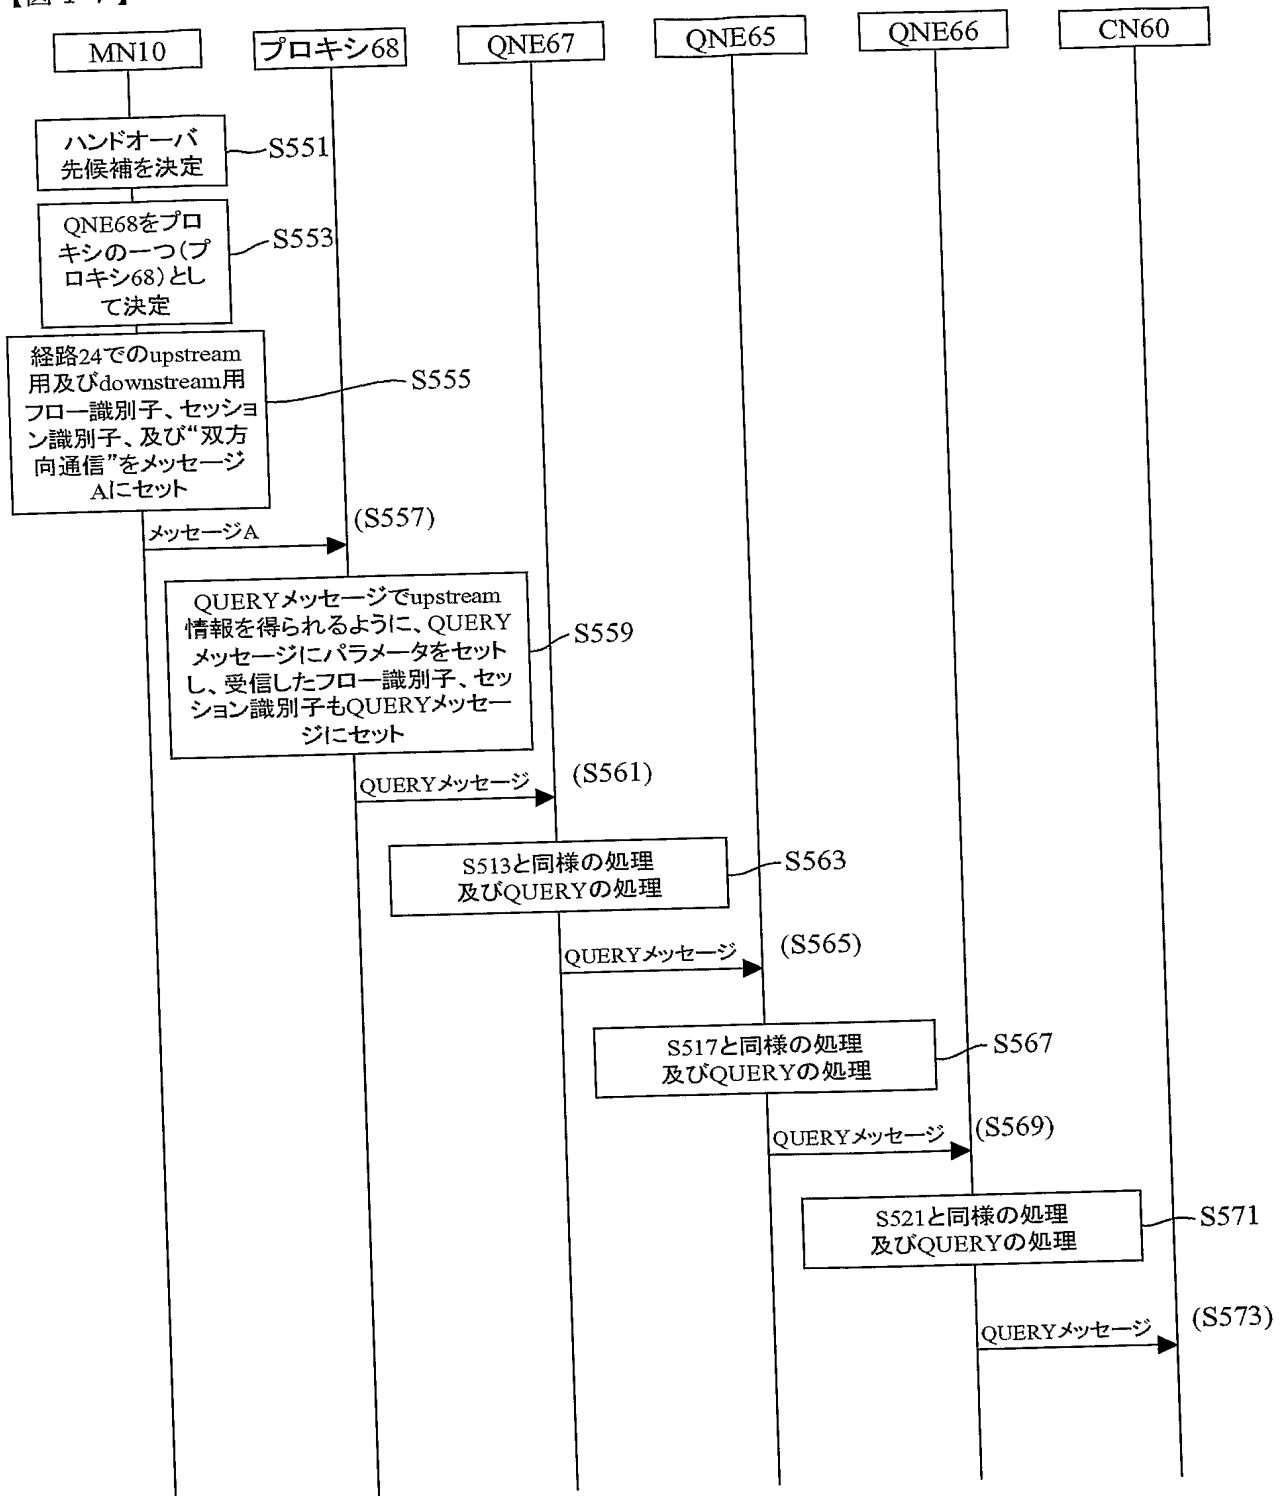 【図１７】
MN10
プロキシ68
QNE67
QNE65
QNE66
CN60
ハンドオーバ
先候補を決定
S551
QNE68をプロ
キシの一つ(プ
ロキシ68)とし
て決定
S553
経路24でのupstream
用及びdownstream用
フロー識別子、セッショ
ン識別子、及び“双方
向通信”をメッセージ
Aにセット
S555
メッセージA
(S557)
QUERYメッセージでupstream
情報を得られるように、QUERY
メッセージにパラメータをセット
し、受信したフロー識別子、セッ
ション識別子もQUERYメッセー
ジにセット
S559
QUERYメッセージ
(S561)
S513と同様の処理
及びQUERYの処理
S563
QUERYメッセージ
(S565)
S517と同様の処理
及びQUERYの処理
S567
QUERYメッセージ
(S569)
S521と同様の処理
及びQUERYの処理
S571
QUERYメッセージ
(S573)